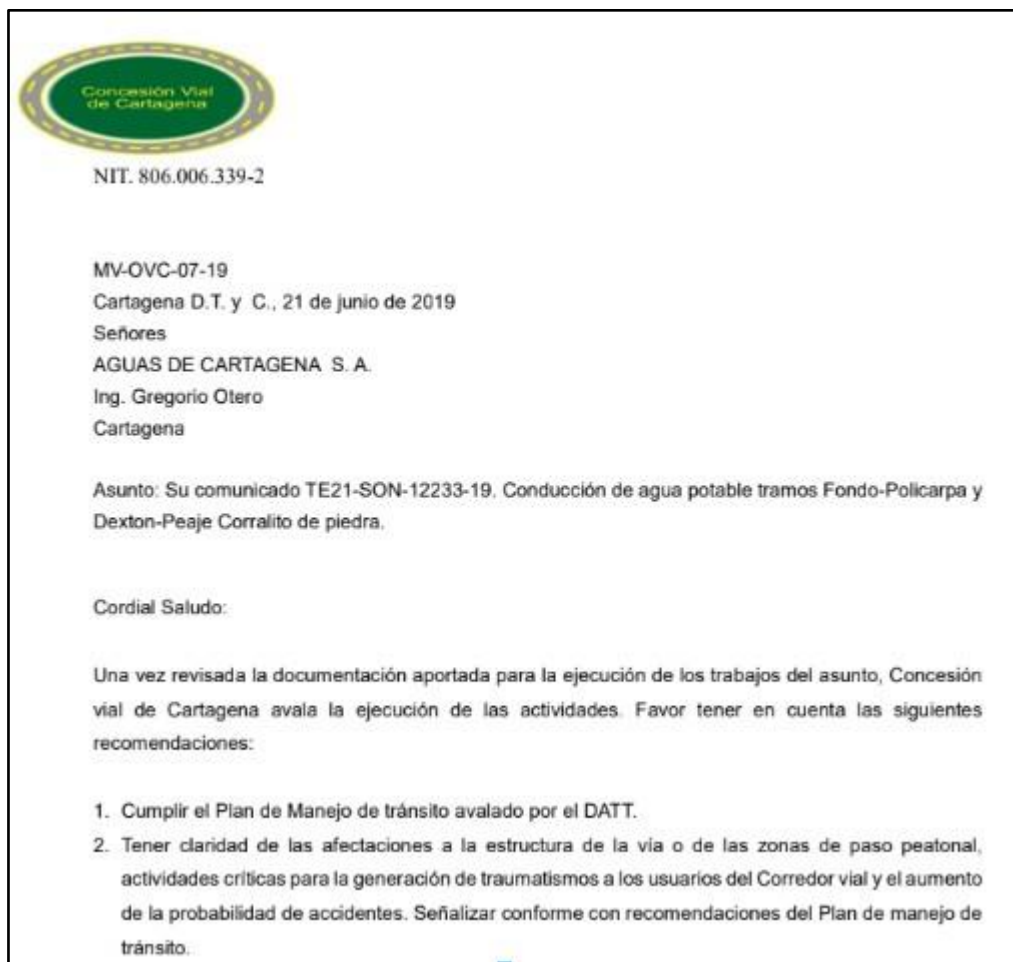 Concesión Vial
de Cartagena
NIT. 806.006.339-2
MV-OVC-07-19
Cartagena D.T. y C., 21 de junio de 2019
Señores
AGUAS DE CARTAGENA S. A.
Ing. Gregorio Otero
Cartagena
Asunto: Su comunicado TE21-SON-12233-19. Conducción de agua potable tramos Fondo-Policarpa y
Dexton-Peaje Corralito de piedra.
Cordial Saludo:
Una vez revisada la documentación aportada para la ejecución de los trabajos del asunto, Concesión
vial de Cartagena avala la ejecución de las actividades. Favor tener en cuenta las siguientes
recomendaciones:
1. Cumplir el Plan de Manejo de tránsito avalado por el DATT.
2. Tener claridad de las afectaciones a la estructura de la vía o de las zonas de paso peatonal,
actividades críticas para la generación de traumatismos a los usuarios del Corredor vial y el aumento
de la probabilidad de accidentes. Señalizar conforme con recomendaciones del Plan de manejo de
tránsito.